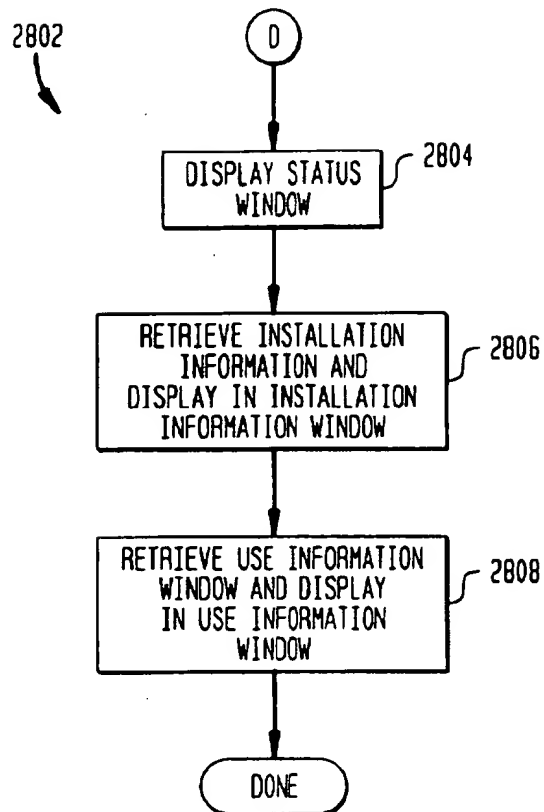 2802
D
DISPLAY STATUS
WINDOW
2804
RETRIEVE INSTALLATION
INFORMATION AND
DISPLAY IN INSTALLATION
INFORMATION WINDOW
2806
RETRIEVE USE INFORMATION
WINDOW AND DISPLAY
IN USE INFORMATION
WINDOW
2808
DONE